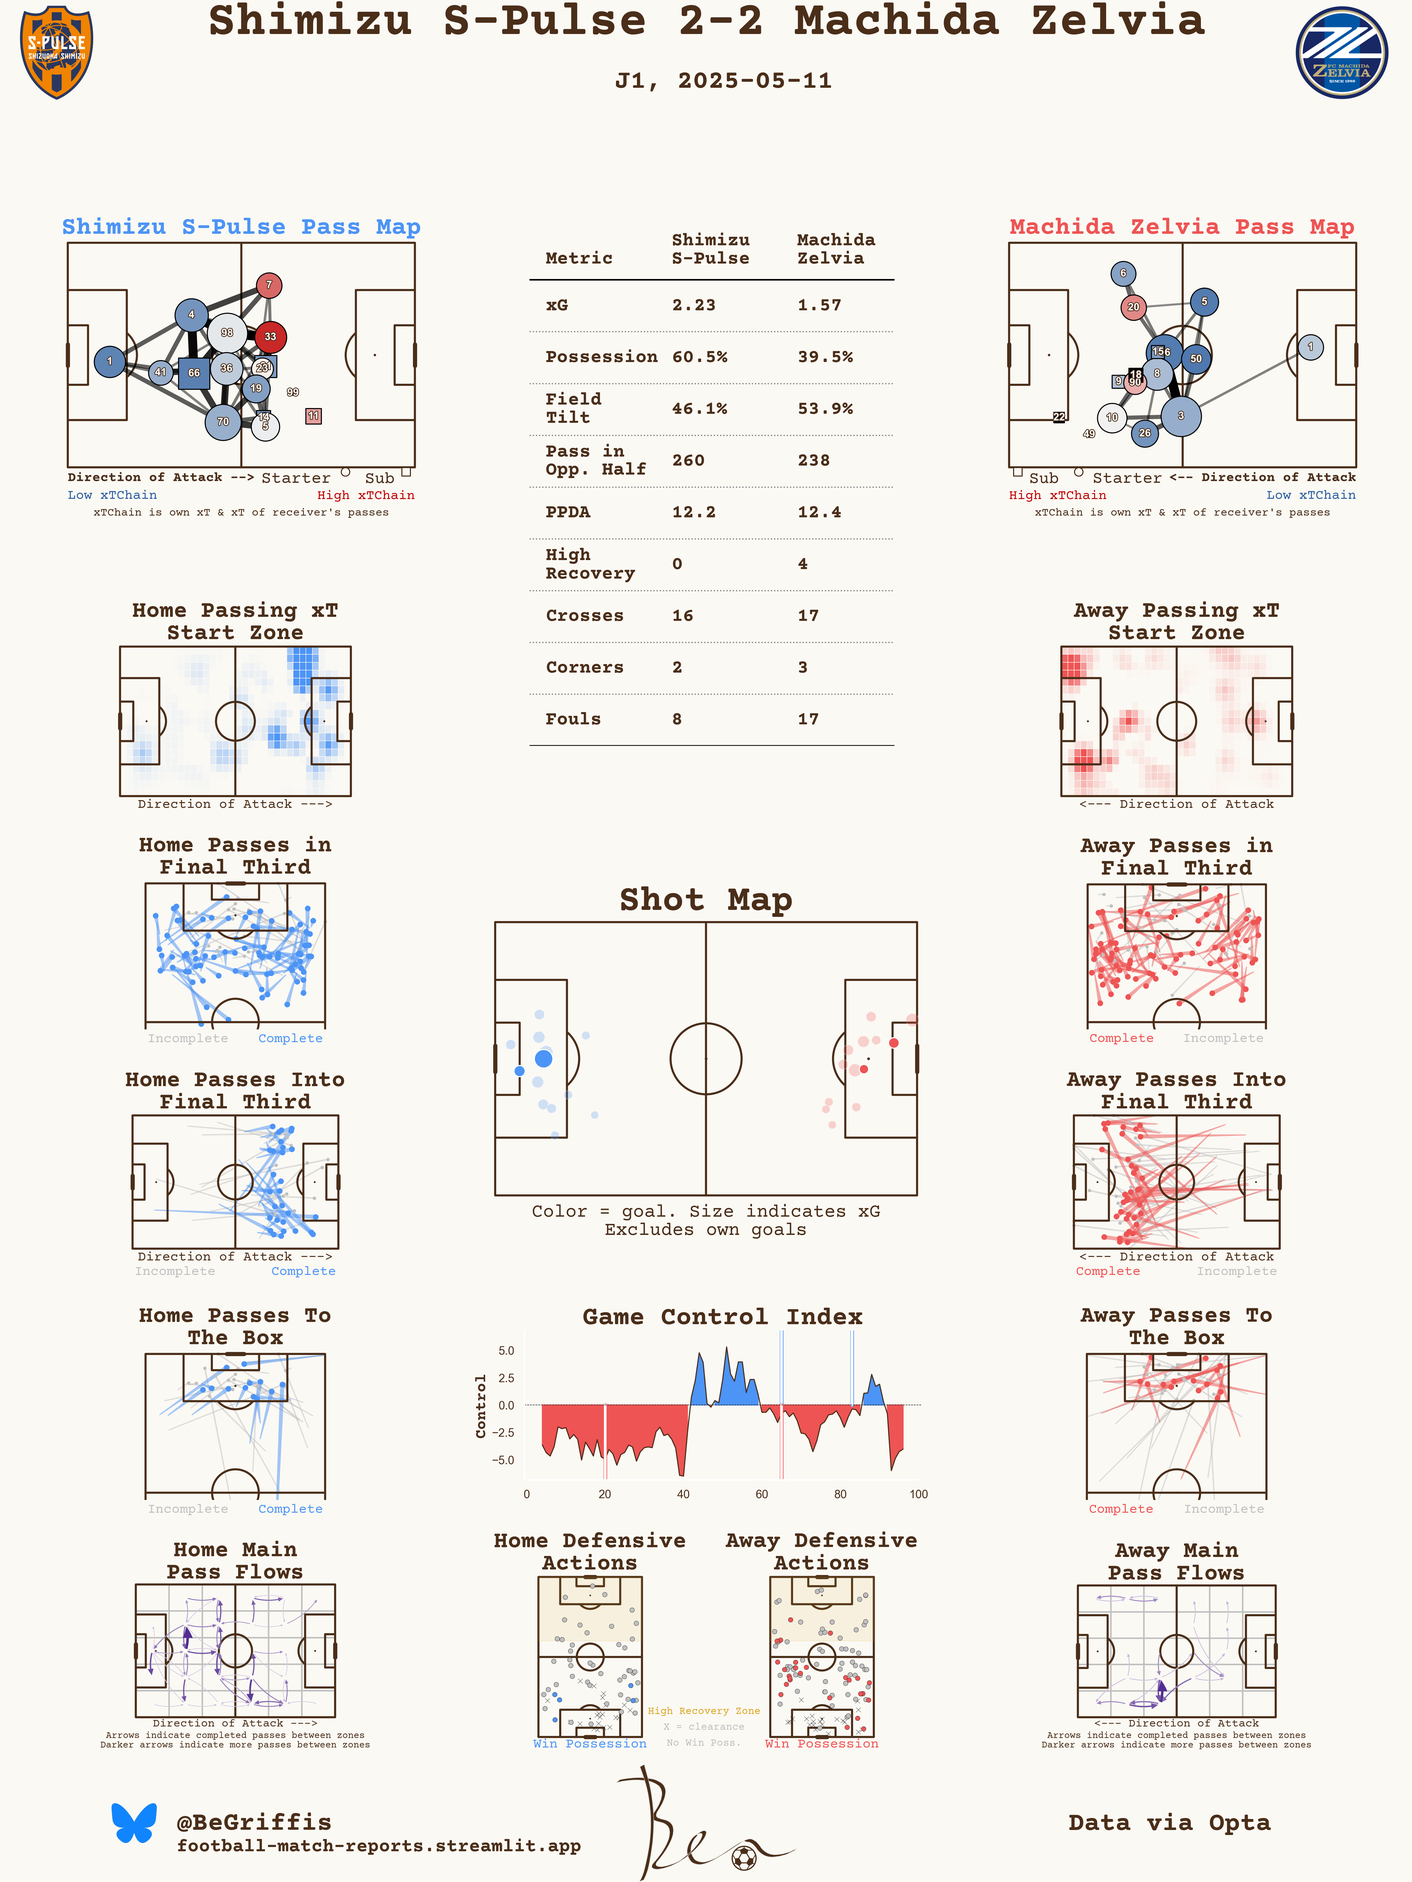 Shimizu S-Pulse 2-2 Machida Zelvia
J1, 2025-05-11
S-PULSE
SHIZUOKA SHIMIZU
FC MACHIDA
ZELVIA
SINCE 1989
Shimizu S-Pulse Pass Map
7
4
98
33
1
41
66
36
23
19
99
70
14
5
11
Direction of Attack --> Starter Sub
Low xTChain High xTChain
xTChain is own xT & xT of receiver's passes
Metric Shimizu S-Pulse Machida Zelvia
xG 2.23 1.57
Possession 60.5% 39.5%
Field Tilt 46.1% 53.9%
Pass in Opp. Half 260 238
PPDA 12.2 12.4
High Recovery 0 4
Crosses 16 17
Corners 2 3
Fouls 8 17
Machida Zelvia Pass Map
6
20
5
1
50
8
18
9
90
10
3
22
49
26
Sub Starter <-- Direction of Attack
High xTChain Low xTChain
xTChain is own xT & xT of receiver's passes
Home Passing xT
Start Zone
Direction of Attack --->
Away Passing xT
Start Zone
<--- Direction of Attack
Home Passes in
Final Third
Incomplete Complete
Away Passes in
Final Third
Complete Incomplete
Shot Map
Color = goal. Size indicates xG
Excludes own goals
Home Passes Into
Final Third
Direction of Attack --->
Incomplete Complete
Away Passes Into
Final Third
<--- Direction of Attack
Complete Incomplete
Home Passes To
The Box
Incomplete Complete
Game Control Index
Control
5.0
2.5
0.0
−2.5
−5.0
0 20 40 60 80 100
Away Passes To
The Box
Complete Incomplete
Home Main
Pass Flows
Direction of Attack --->
Arrows indicate completed passes between zones
Darker arrows indicate more passes between zones
Home Defensive
Actions
Win Possession
Away Defensive
Actions
Win Possession
High Recovery Zone
X = clearance
No Win Poss.
Away Main
Pass Flows
<--- Direction of Attack
Arrows indicate completed passes between zones
Darker arrows indicate more passes between zones
@BeGriffis
football-match-reports.streamlit.app
Ben
Data via Opta